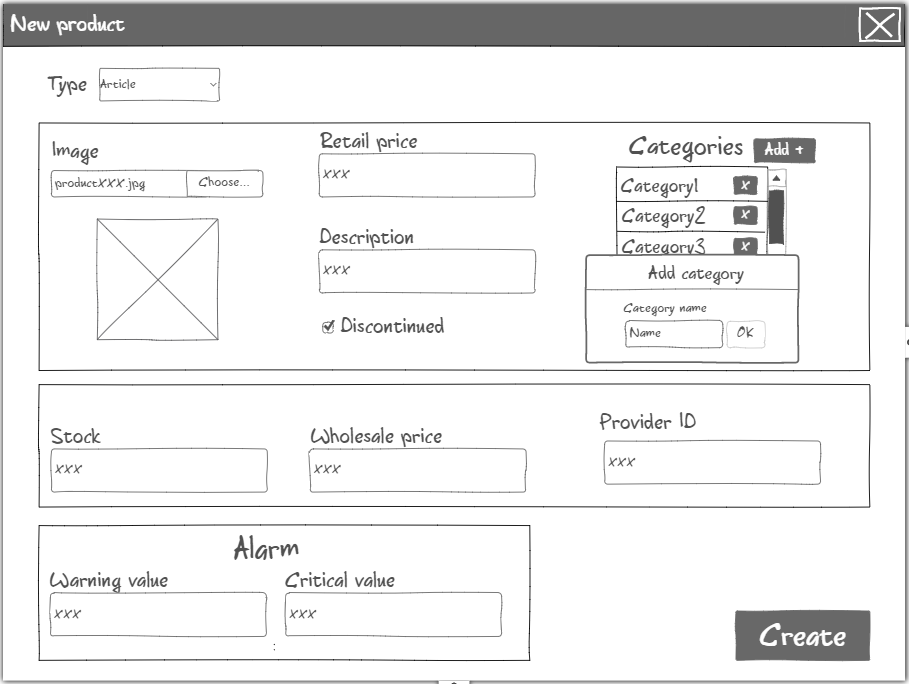 New product
Type Article
Image
productXXX.jpg Choose...
Retail price
xxx
Description
xxx
Discontinued
Categories Add +
Category1 x
Category2 x
Category3 x
Add category
Category name
Name OK
Stock
xxx
Wholesale price
xxx
Provider ID
xxx
Alarm
Warning value
xxx
Critical value
xxx
:
Create